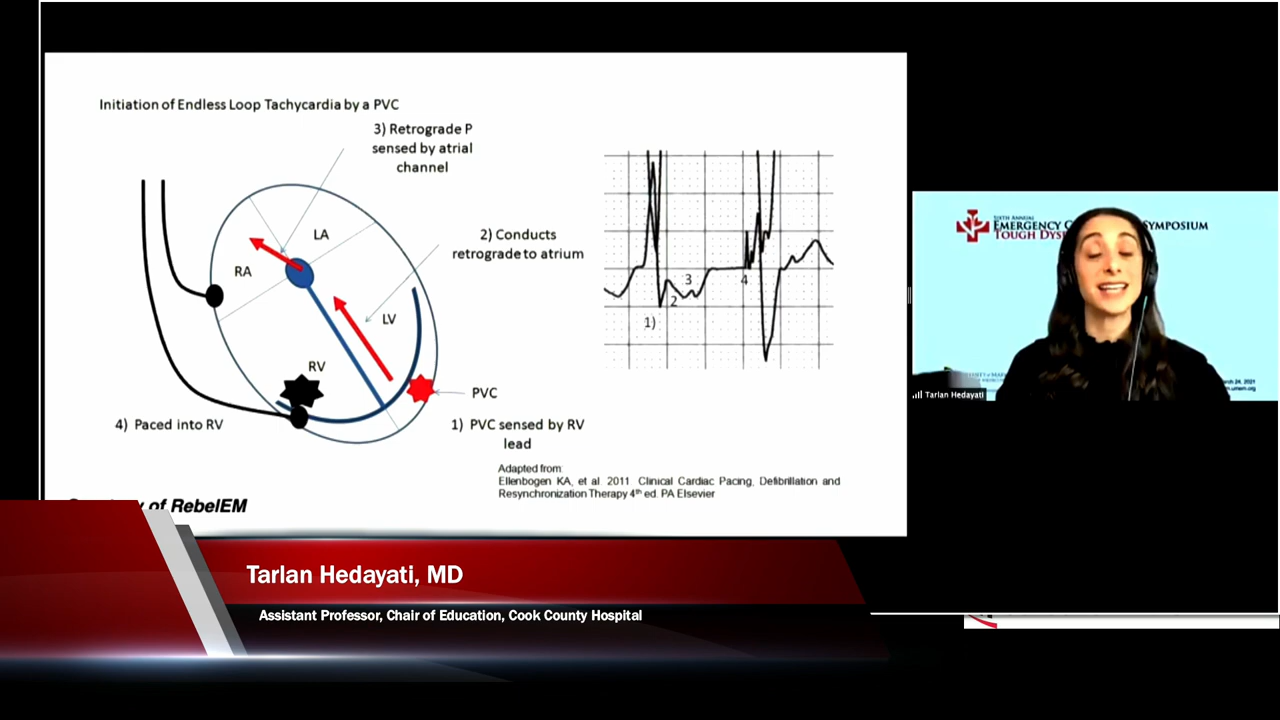 Initiation of Endless Loop Tachycardia by a PVC
3) Retrograde P
sensed by atrial
channel
LA
RA
2) Conducts
retrograde to atrium
LV
RV
PVC
4) Paced into RV
1) PVC sensed by RV
lead
1)
2
3
4
Adapted from:
Ellenbogen KA, et al. 2011. Clinical Cardiac Pacing, Defibrillation and
Resynchronization Therapy 4th ed. PA Elsevier
of RebelEM
SIXTH ANNUAL
EMERGENCY
TOUGH
Tarlan Hedayati
Tarlan Hedayati, MD
Assistant Professor, Chair of Education, Cook County Hospital